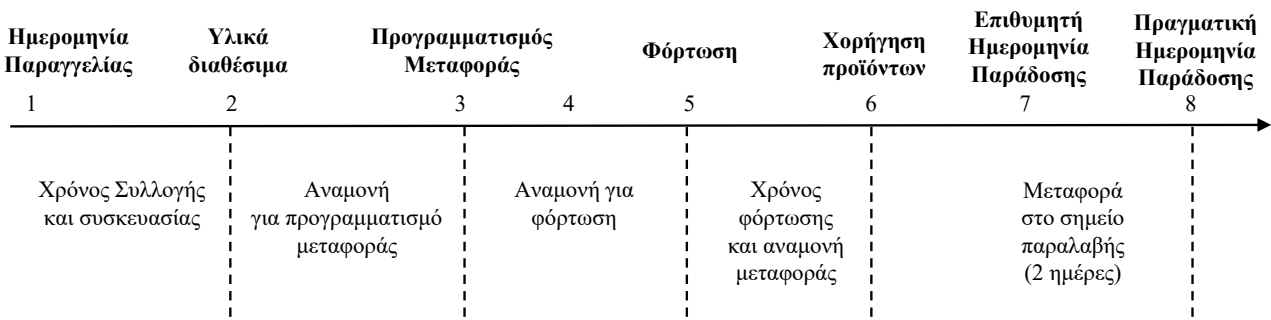 Ημερομηνία
Παραγγελίας
Υλικά
διαθέσιμα
Προγραμματισμός
Μεταφοράς
Φόρτωση
Χορήγηση
προϊόντων
Επιθυμητή
Ημερομηνία
Παράδοσης
Πραγματική
Ημερομηνία
Παράδοσης
1 2 3 4 5 6 7 8
Χρόνος Συλλογής
και συσκευασίας
Αναμονή
για προγραμματισμό
μεταφοράς
Αναμονή για
φόρτωση
Χρόνος
φόρτωσης
και αναμονή
μεταφοράς
Μεταφορά
στο σημείο
παραλαβής
(2 ημέρες)